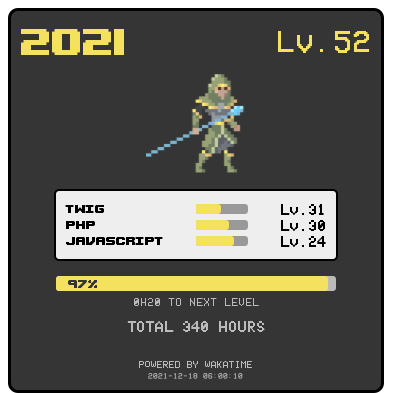 2021 Lv.52
TWIG Lv.31
PHP Lv.30
JAVASCRIPT Lv.24
97%
0H20 TO NEXT LEVEL
TOTAL 340 HOURS
POWERED BY WAKATIME
2021-12-18 06:00:10